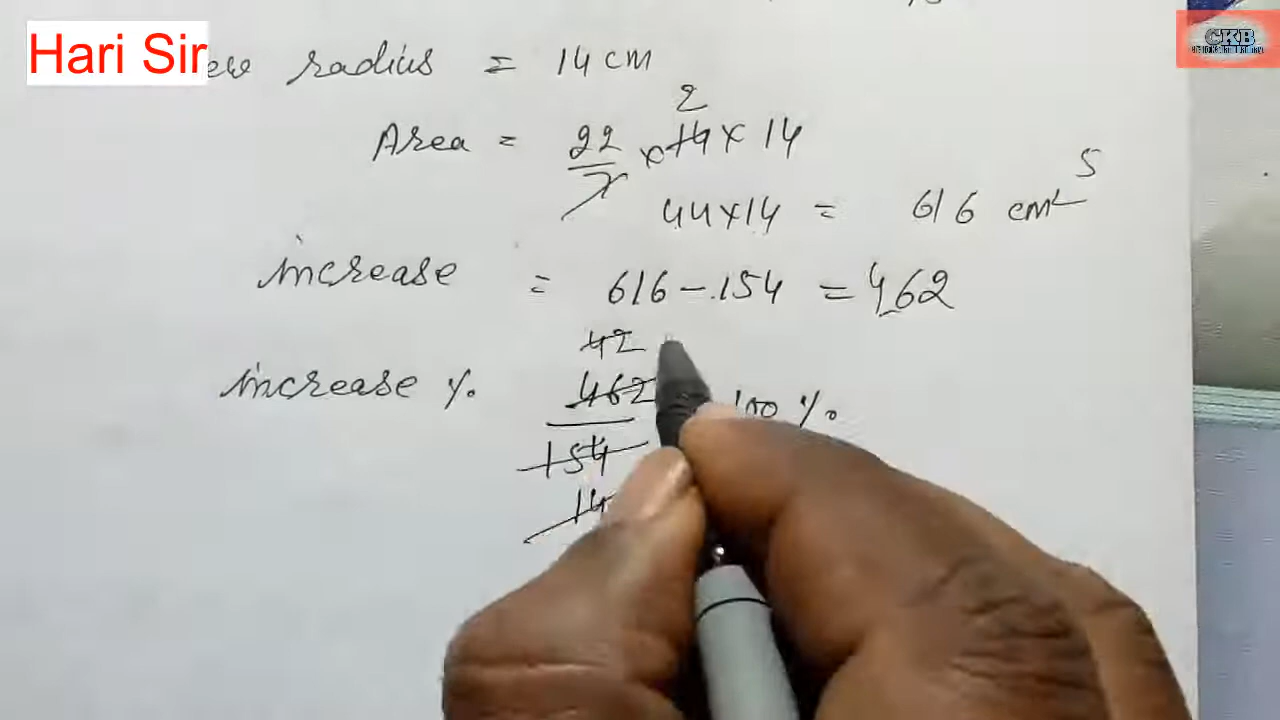 Hari Sir
CKB
radius = 14 cm
2
Area = 22/7 × 14 × 14
44×14 = 616 cm²
5
increase = 616 - 154 = 462
42
increase % 462/154 100 %
14